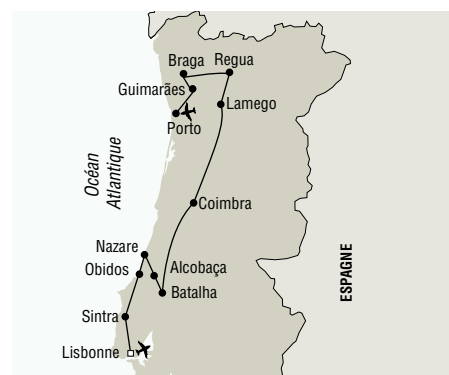 Braga
Regua
Guimarães
Lamego
Porto
Océan
Atlantique
Coimbra
Nazare
Obidos
Alcobaça
Batalha
ESPAGNE
Sintra
Lisbonne